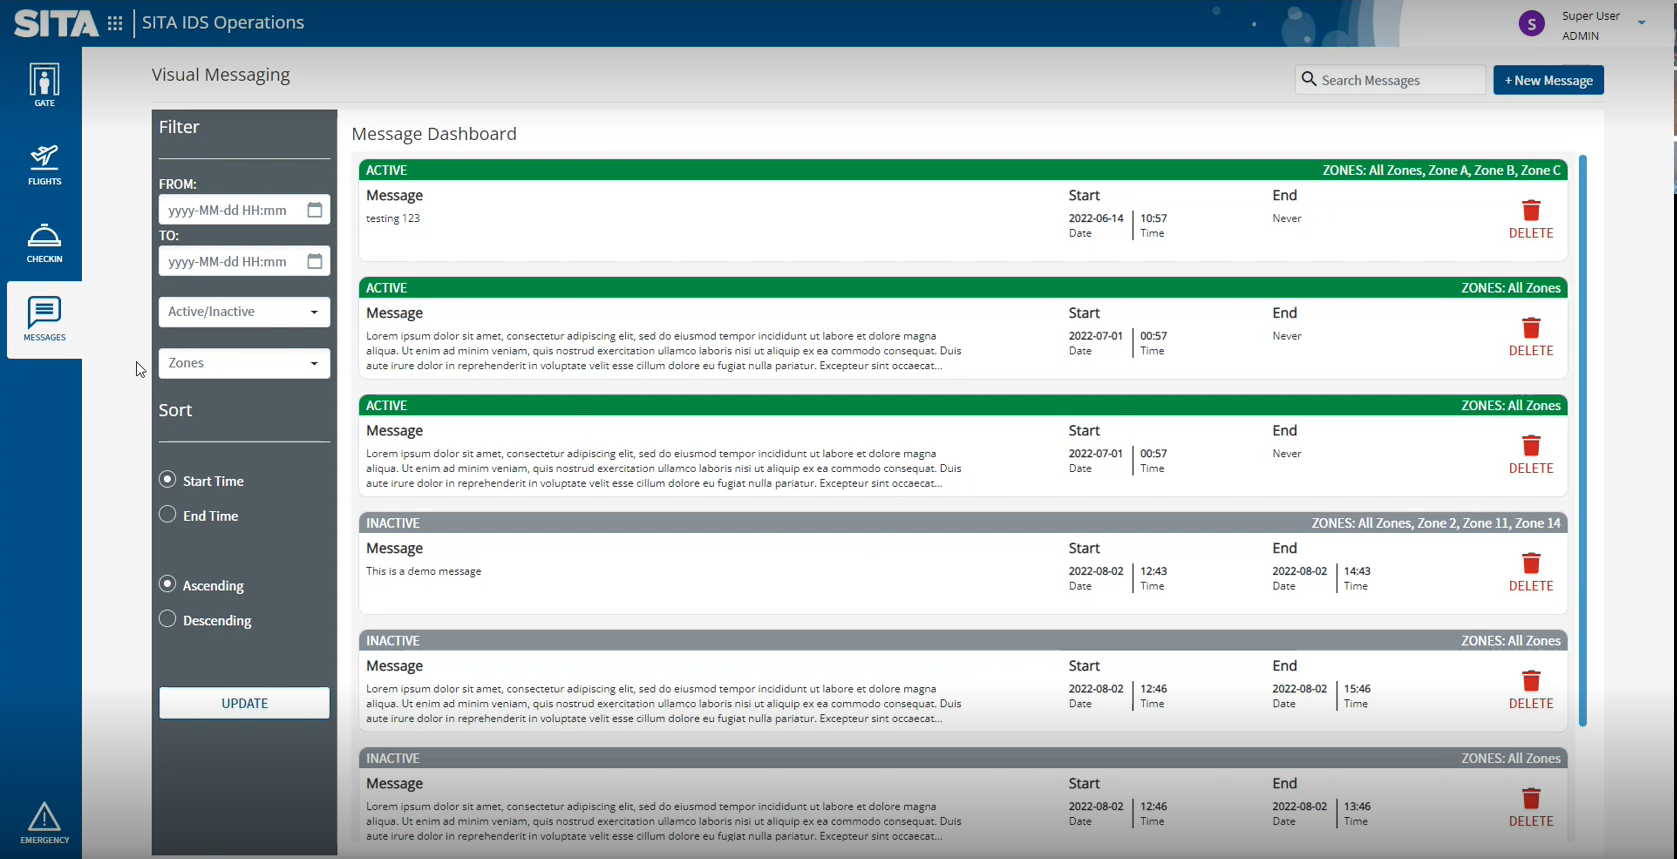 SITA
SITA IDS Operations
S
Super User
ADMIN
GATE
FLIGHTS
CHECKIN
MESSAGES
EMERGENCY
Visual Messaging
Search Messages
+ New Message
Filter
FROM:
yyyy-MM-dd HH:mm
TO:
yyyy-MM-dd HH:mm
Active/Inactive
Zones
Sort
Start Time
End Time
Ascending
Descending
UPDATE
Message Dashboard
ACTIVE ZONES: All Zones, Zone A, Zone B, Zone C
Message Start End
testing 123 2022-06-14 10:57 Never
Date Time DELETE
ACTIVE ZONES: All Zones
Message Start End
Lorem ipsum dolor sit amet, consectetur adipiscing elit, sed do eiusmod tempor incididunt ut labore et dolore magna 2022-07-01 00:57 Never
aliqua. Ut enim ad minim veniam, quis nostrud exercitation ullamco laboris nisi ut aliquip ex ea commodo consequat. Duis Date Time DELETE
aute irure dolor in reprehenderit in voluptate velit esse cillum dolore eu fugiat nulla pariatur. Excepteur sint occaecat...
ACTIVE ZONES: All Zones
Message Start End
Lorem ipsum dolor sit amet, consectetur adipiscing elit, sed do eiusmod tempor incididunt ut labore et dolore magna 2022-07-01 00:57 Never
aliqua. Ut enim ad minim veniam, quis nostrud exercitation ullamco laboris nisi ut aliquip ex ea commodo consequat. Duis Date Time DELETE
aute irure dolor in reprehenderit in voluptate velit esse cillum dolore eu fugiat nulla pariatur. Excepteur sint occaecat...
INACTIVE ZONES: All Zones, Zone 2, Zone 11, Zone 14
Message Start End
This is a demo message 2022-08-02 12:43 2022-08-02 14:43
Date Time Date Time DELETE
INACTIVE ZONES: All Zones
Message Start End
Lorem ipsum dolor sit amet, consectetur adipiscing elit, sed do eiusmod tempor incididunt ut labore et dolore magna 2022-08-02 12:46 2022-08-02 15:46
aliqua. Ut enim ad minim veniam, quis nostrud exercitation ullamco laboris nisi ut aliquip ex ea commodo consequat. Duis Date Time Date Time DELETE
aute irure dolor in reprehenderit in voluptate velit esse cillum dolore eu fugiat nulla pariatur. Excepteur sint occaecat...
INACTIVE ZONES: All Zones
Message Start End
Lorem ipsum dolor sit amet, consectetur adipiscing elit, sed do eiusmod tempor incididunt ut labore et dolore magna 2022-08-02 12:46 2022-08-02 13:46
aliqua. Ut enim ad minim veniam, quis nostrud exercitation ullamco laboris nisi ut aliquip ex ea commodo consequat. Duis Date Time Date Time DELETE
aute irure dolor in reprehenderit in voluptate velit esse cillum dolore eu fugiat nulla pariatur. Excepteur sint occaecat...